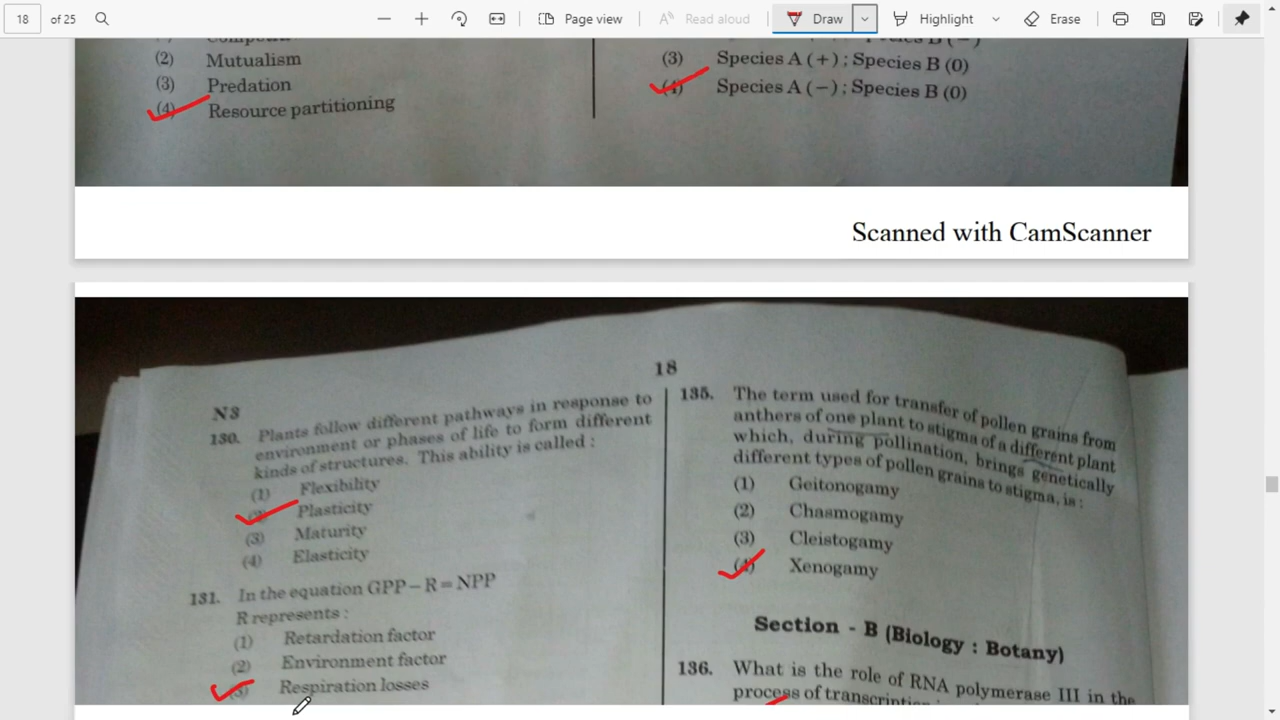 18 of 25 Page view Read aloud Draw Highlight Erase
(2) Mutualism
(3) Predation
(4) Resource partitioning
(3) Species A (+) ; Species B (0)
(4) Species A (−) ; Species B (0)
Scanned with CamScanner
18
N3
130. Plants follow different pathways in response to
environment or phases of life to form different
kinds of structures. This ability is called :
(1) Flexibility
(2) Plasticity
(3) Maturity
(4) Elasticity
131. In the equation GPP − R = NPP
R represents :
(1) Retardation factor
(2) Environment factor
(3) Respiration losses
135. The term used for transfer of pollen grains from
anthers of one plant to stigma of a different plant
which, during pollination, brings genetically
different types of pollen grains to stigma, is :
(1) Geitonogamy
(2) Chasmogamy
(3) Cleistogamy
(4) Xenogamy
Section - B (Biology : Botany)
136. What is the role of RNA polymerase III in the
process of transcription